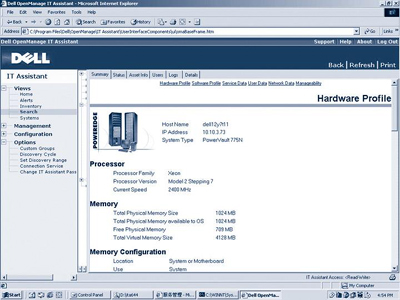 Dell OpenManage IT Assistant - Microsoft Internet Explorer
File Edit View Favorites Tools Help
Back Search Favorites History
Address C:\Program Files\Dell\OpenManage\IT Assistant\UserInterfaceComponent\GuiSmallBaseFrame.htm Go Links
Dell OpenManage IT Assistant Support Help About Log Out
DELL
Back | Refresh | Print
IT Assistant
Views
Home
Alerts
Inventory
Search
Systems
Management
Configuration
Options
Custom Groups
Discovery Cycle
Set Discovery Range
Connection Service
Change IT Assistant Pass
Summary Status Asset Info Users Logs Details
Hardware Profile Software Profile Service Data User Data Network Data Manageability
Hardware Profile
POWEREDGE
Host Name dell12y7f11
IP Address 10.10.3.73
System Type PowerVault 775N
Processor
Processor Family Xeon
Processor Version Model 2 Stepping 7
Current Speed 2400 MHz
Memory
Total Physical Memory Size 1024 MB
Total Physical Memory available to OS 1024 MB
Free Physical Memory 789 MB
Total Virtual Memory Size 4128 MB
Memory Configuration
Location System or Motherboard
Use System
IT Assistant Access: <Read/Write>
My Computer
Start Control Panel Dell OpenMa...
4:54 PM